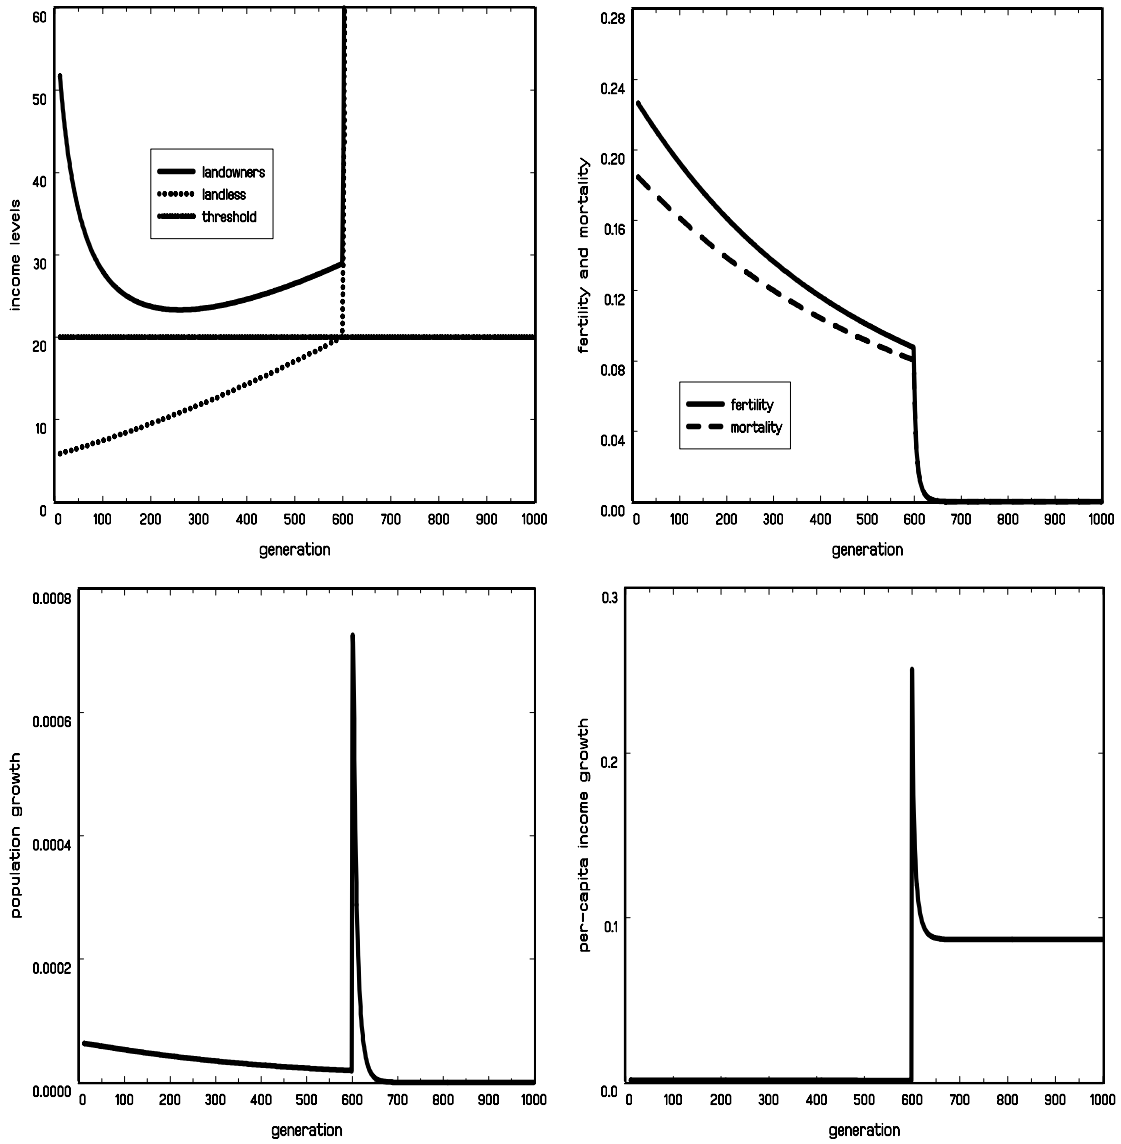 60
50
40
30
20
10
0
income levels
landowners
landless
threshold
0 100 200 300 400 500 600 700 800 900 1000
generation
0.28
0.24
0.20
0.16
0.12
0.08
0.04
0.00
fertility and mortality
fertility
mortality
0 100 200 300 400 500 600 700 800 900 1000
generation
0.0008
0.0006
0.0004
0.0002
0.0000
population growth
0 100 200 300 400 500 600 700 800 900 1000
generation
0.3
0.2
0.1
0.0
per-capita income growth
0 100 200 300 400 500 600 700 800 900 1000
generation